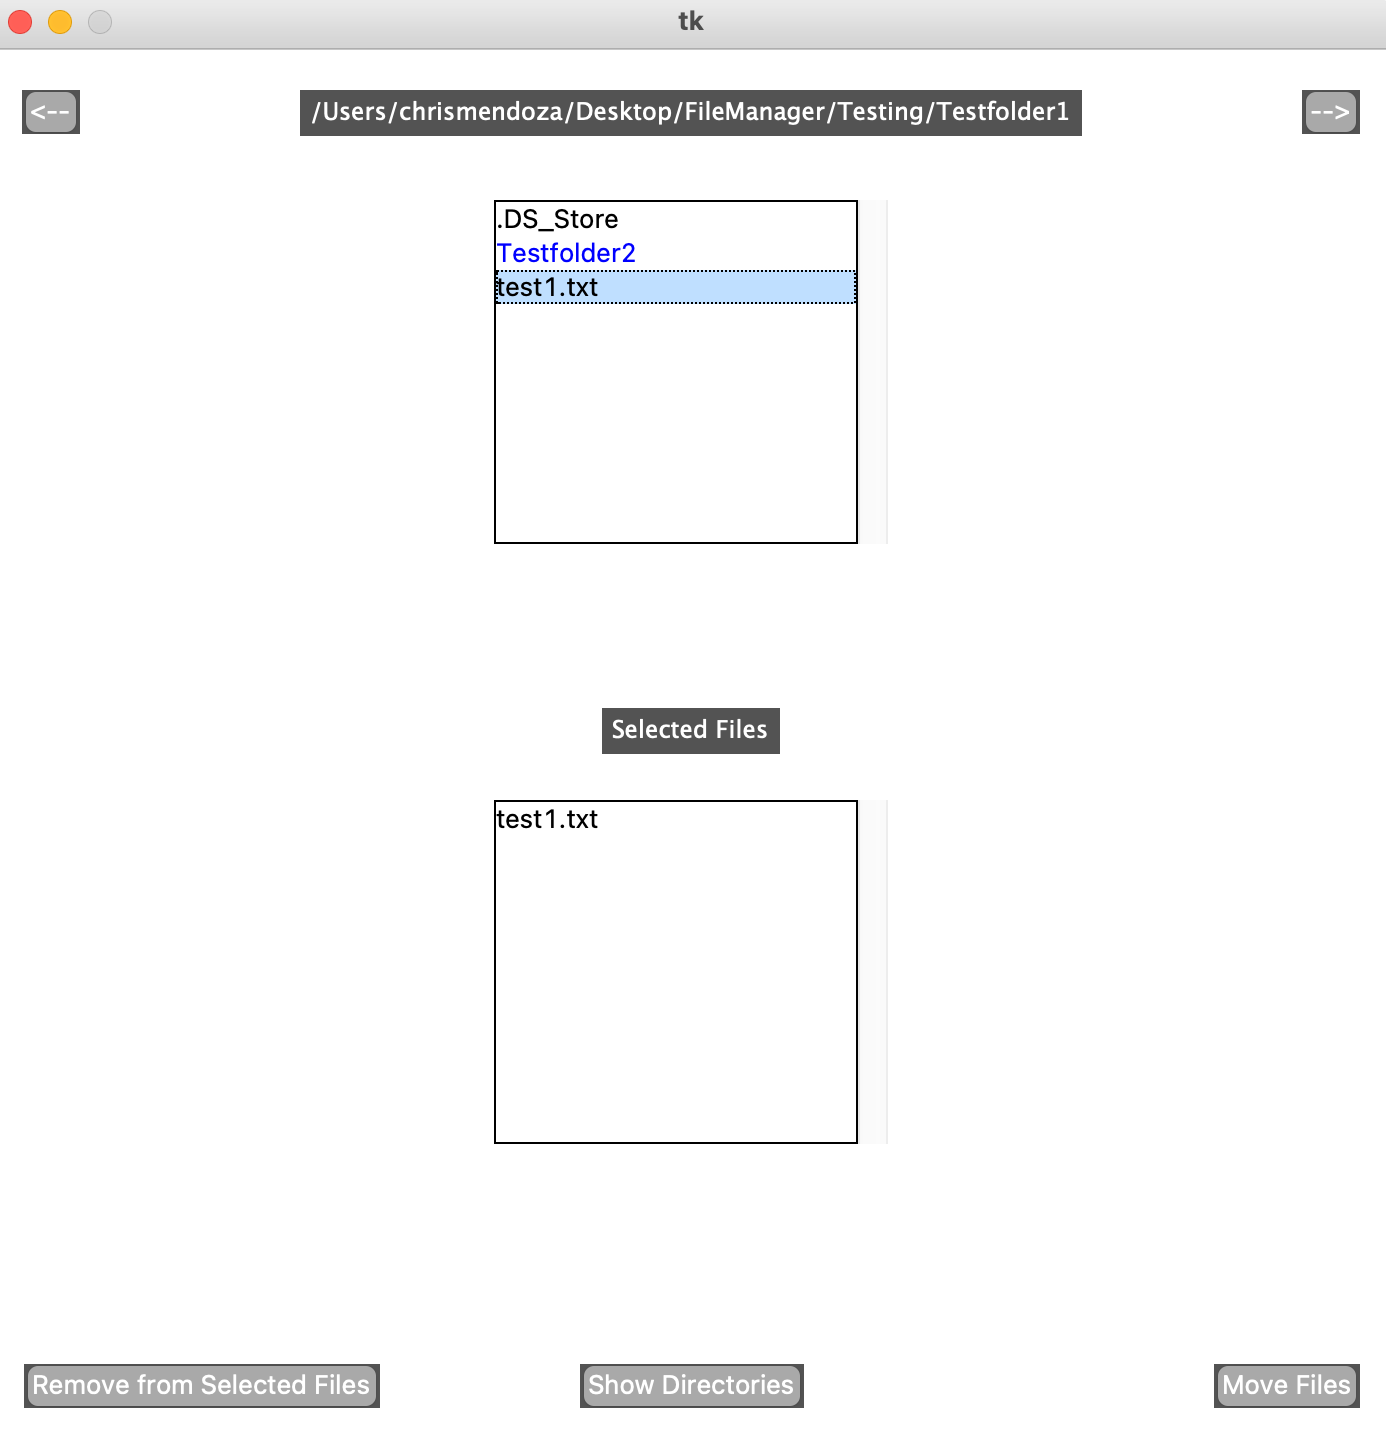 tk
<--
/Users/chrismendoza/Desktop/FileManager/Testing/Testfolder1
-->
.DS_Store
Testfolder2
test1.txt
Selected Files
test1.txt
Remove from Selected Files
Show Directories
Move Files